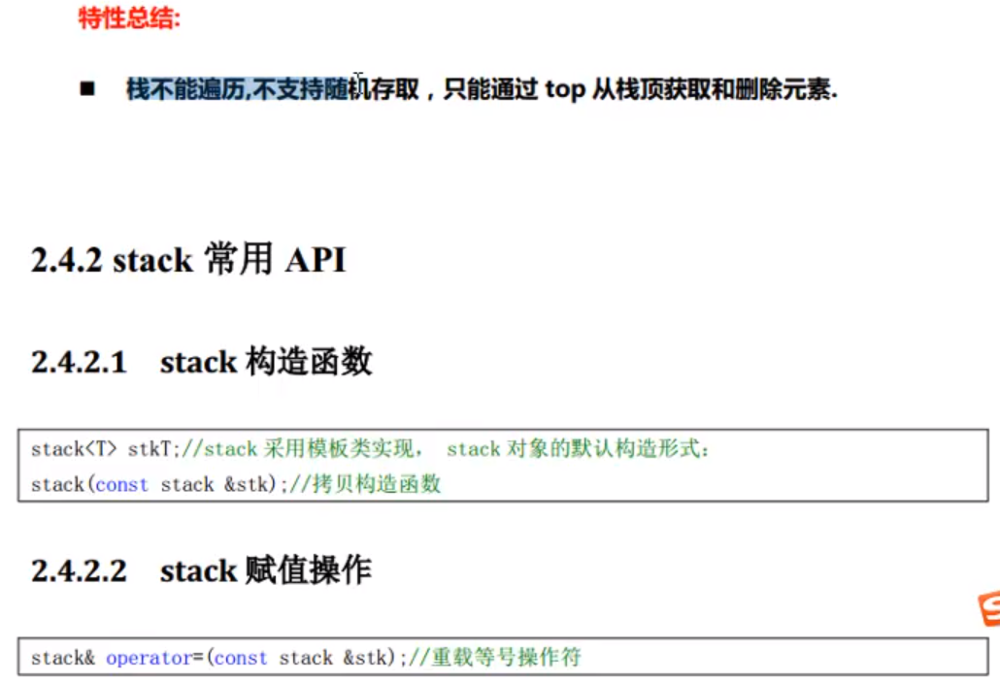 特性总结:
■ 栈不能遍历,不支持随机存取，只能通过 top 从栈顶获取和删除元素.
2.4.2 stack 常用 API
2.4.2.1 stack 构造函数
stack<T> stkT;//stack 采用模板类实现， stack 对象的默认构造形式：
stack(const stack &stk);//拷贝构造函数
2.4.2.2 stack 赋值操作
stack& operator=(const stack &stk);//重载等号操作符